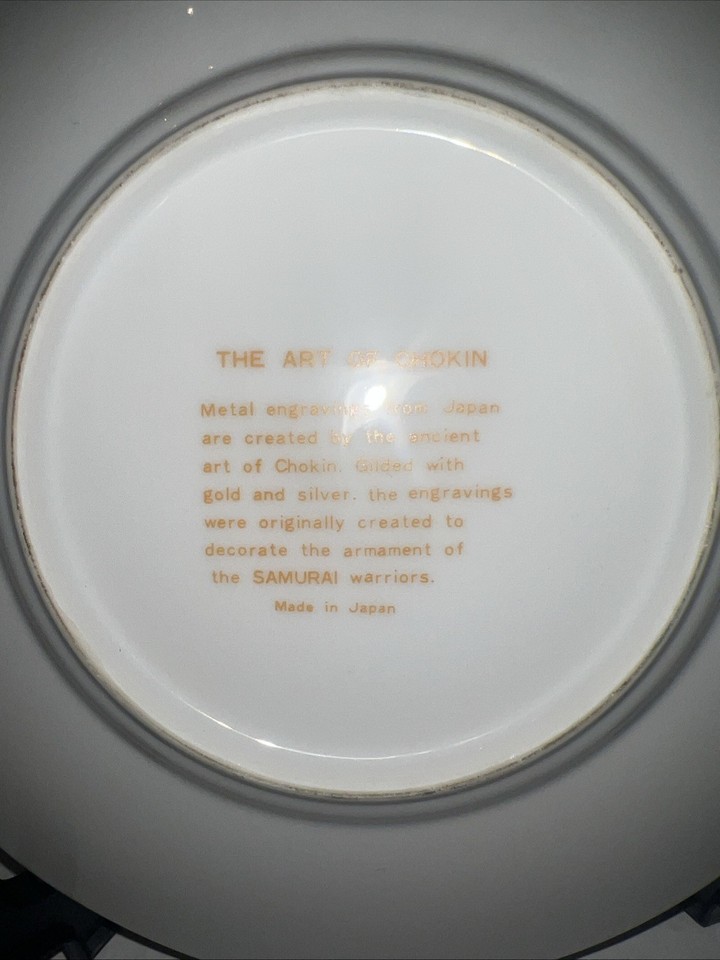 THE ART OF CHOKIN
Metal engravings from Japan
are created by the ancient
art of Chokin. Gilded with
gold and silver. the engravings
were originally created to
decorate the armament of
the SAMURAI warriors.
Made in Japan